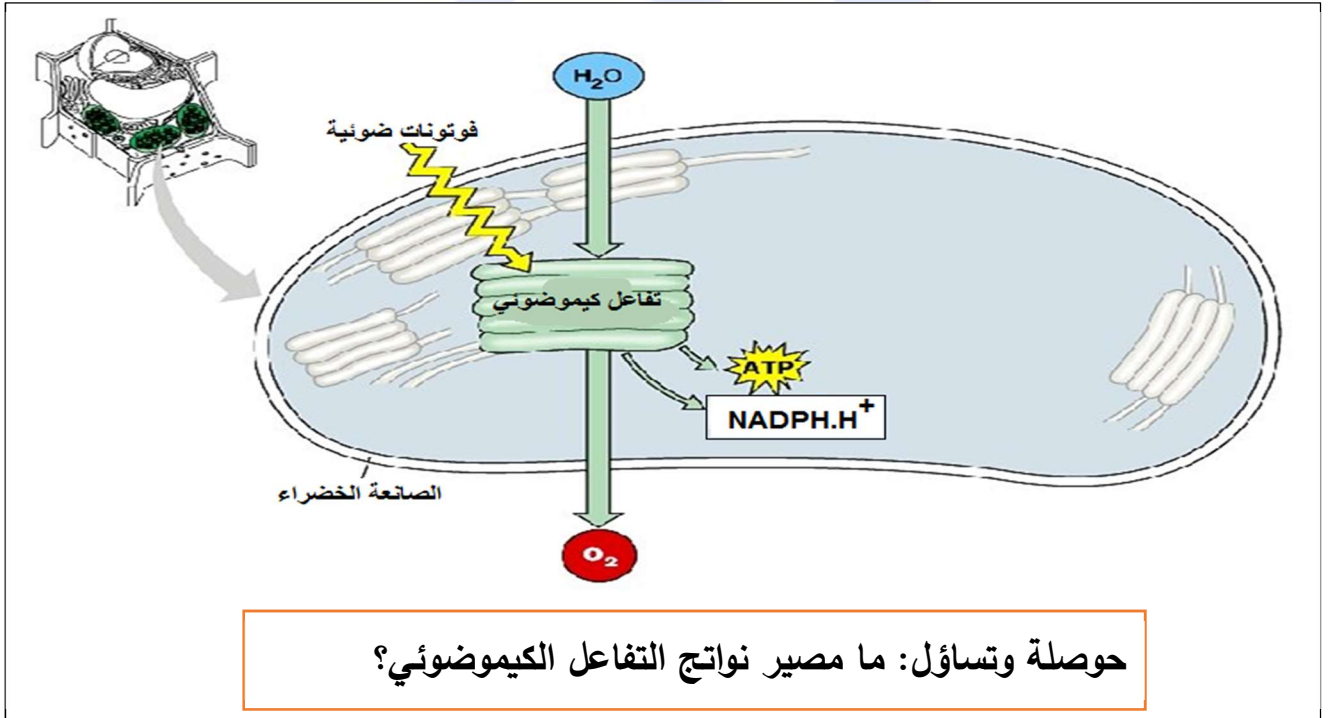 H₂O
فوتونات ضوئية
تفاعل كيموضوئي
ATP
NADPH.H⁺
الصانعة الخضراء
O₂
حوصلة وتساؤل: ما مصير نواتج التفاعل الكيموضوئي؟